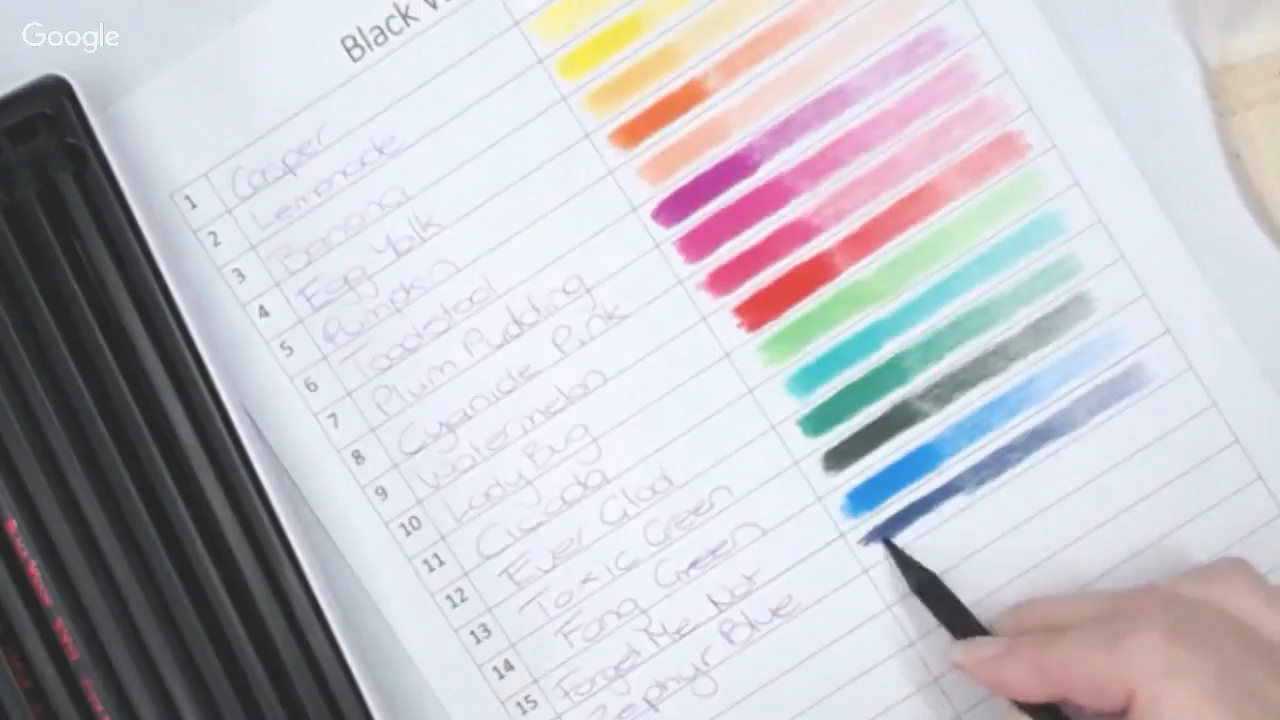 Google
Black
1 Casper
2 Lemonade
3 Banana
4 Egg Yolk
5 Pumpkin
6 Toadstool
7 Plum Pudding
8 Cyanide Pink
9 Watermelon
10 Lady Bug
11 Cicada
12 Ever Glad
13 Toxic Green
14 Fang Green
15 Forget Me Not
Zephyr Blue